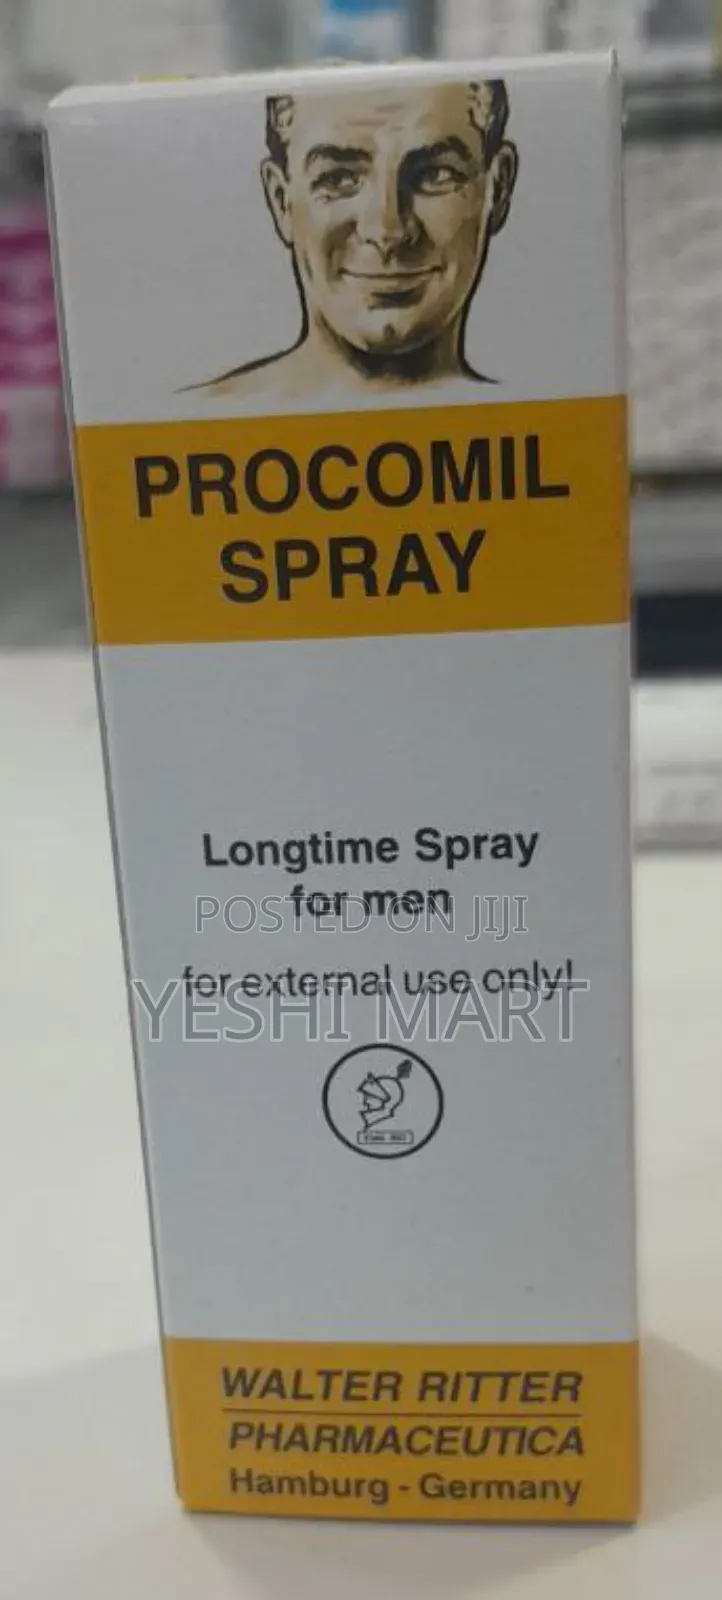 PROCOMIL
SPRAY
Longtime Spray
for men
POSTED ON JIJI
for external use only!
YESHI MART
WALTER RITTER
PHARMACEUTICA
Hamburg - Germany